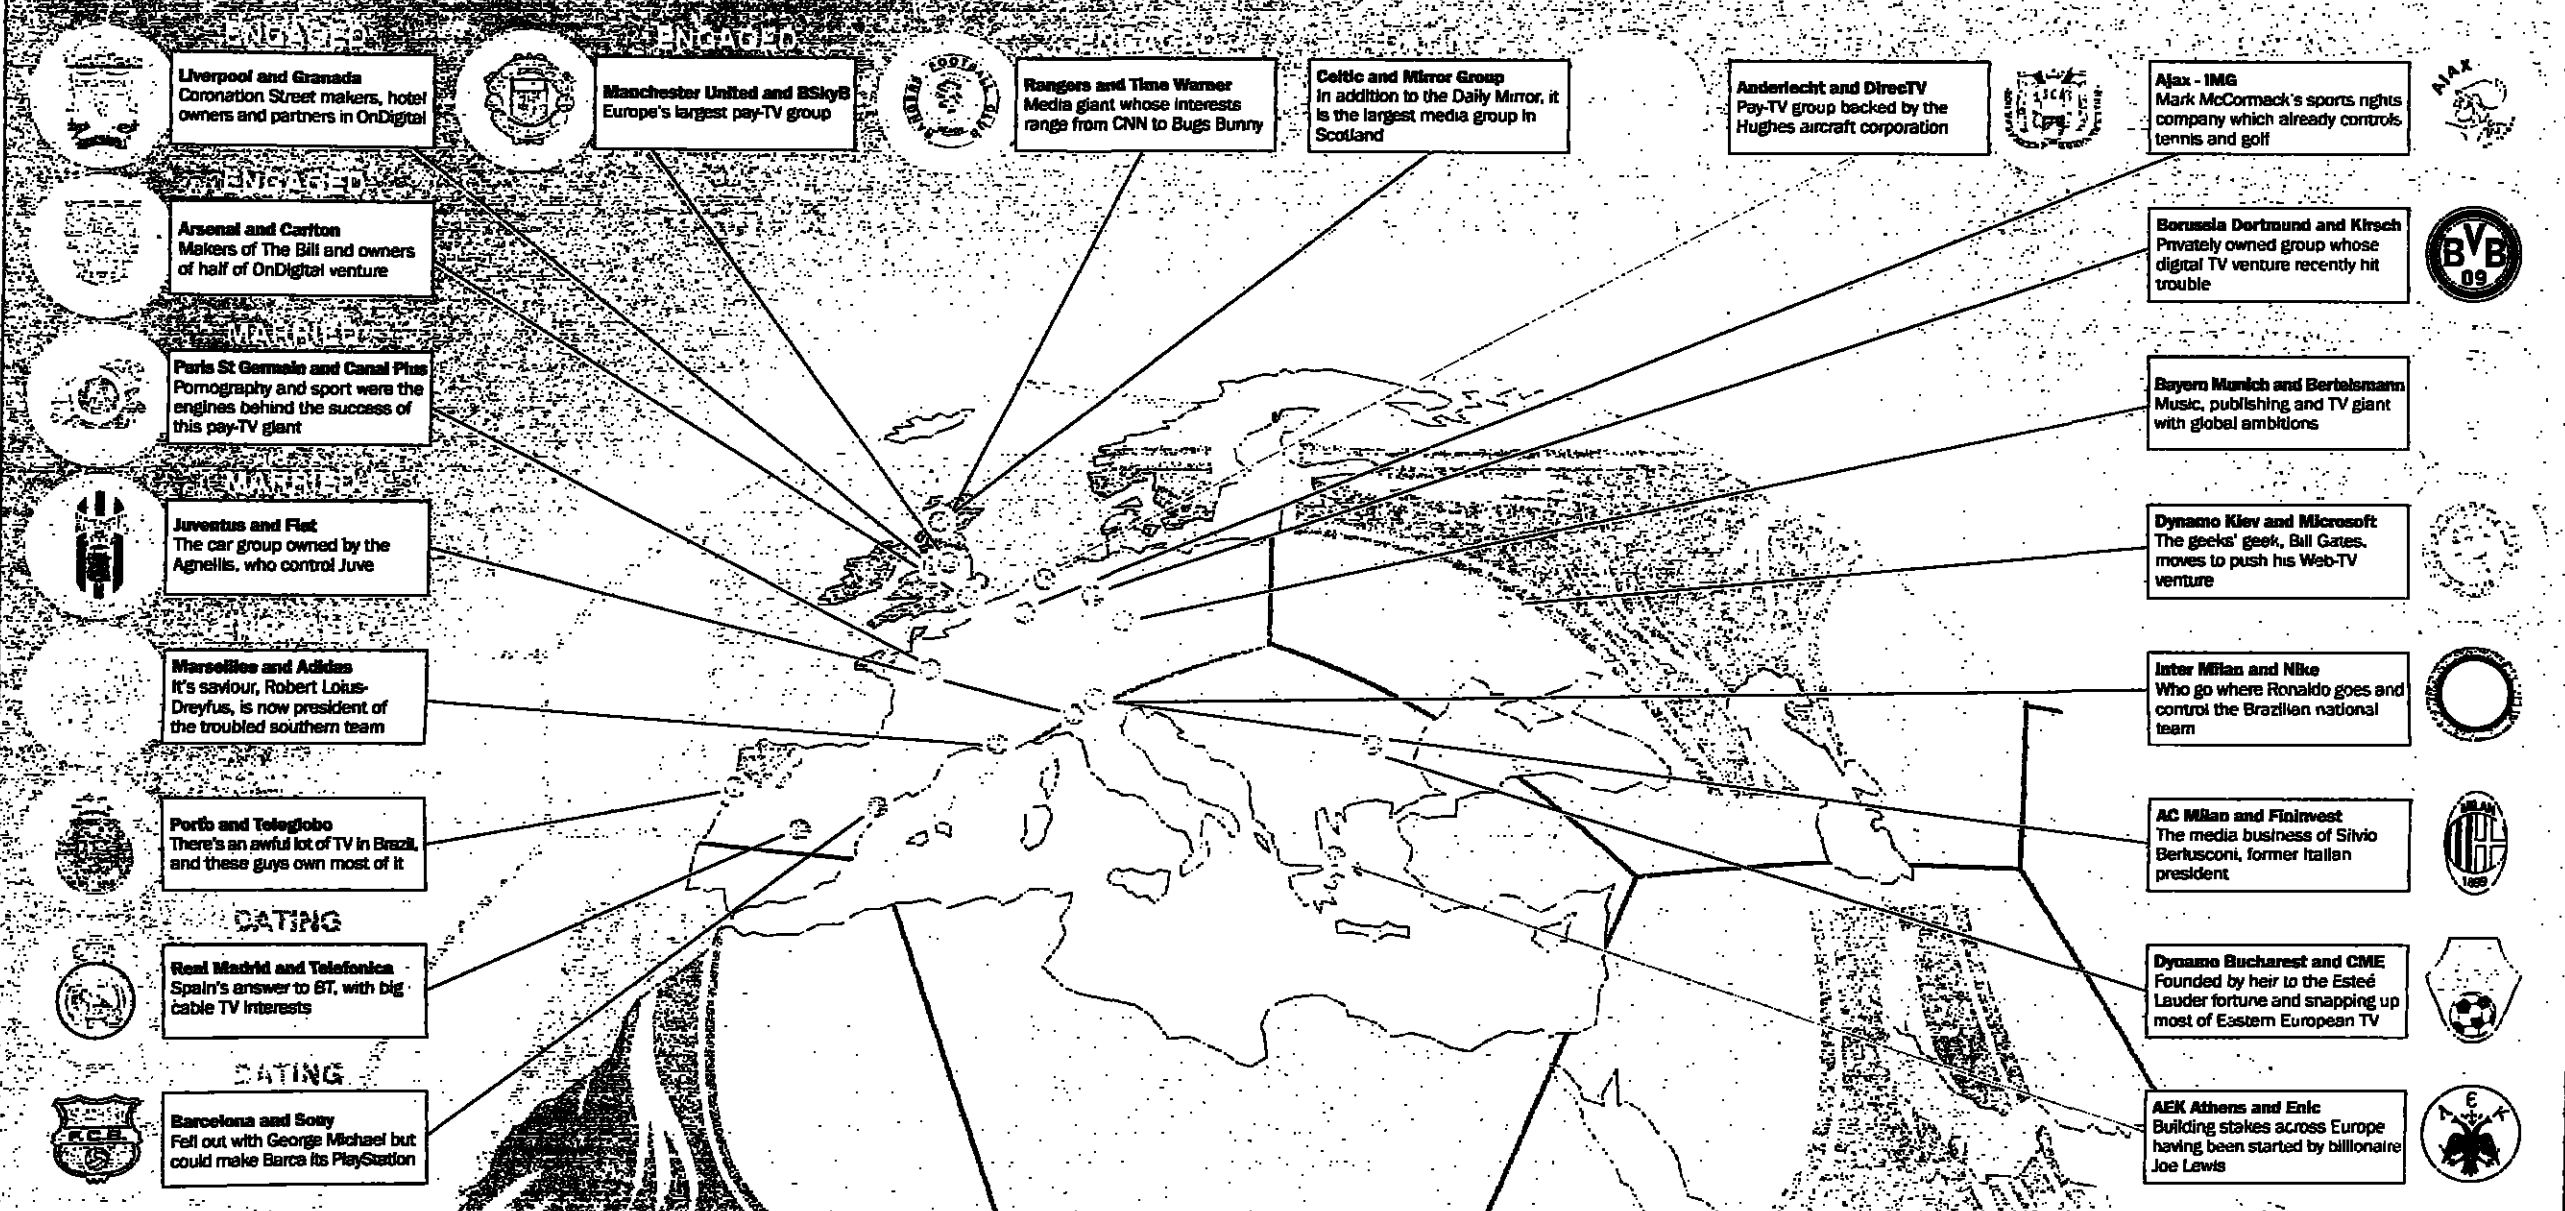 ENGAGED
Liverpool and Granada
Coronation Street makers, hotel
owners and partners in OnDigital
ENGAGED
Manchester United and BSkyB
Europe's largest pay-TV group
RANGERS FOOTBALL CLUB
Rangers and Time Warner
Media giant whose interests
range from CNN to Bugs Bunny
Celtic and Mirror Group
In addition to the Daily Mirror, it
is the largest media group in
Scotland
Anderlecht and DirecTV
Pay-TV group backed by the
Hughes aircraft corporation
Ajax - IMG
Mark McCormack's sports rights
company which already controls
tennis and golf
AJAX
ENGAGED
Arsenal and Carlton
Makers of The Bill and owners
of half of OnDigital venture
Borussia Dortmund and Kirsch
Privately owned group whose
digital TV venture recently hit
trouble
BVB
09
MARRIED
Paris St Germain and Canal Plus
Pornography and sport were the
engines behind the success of
this pay-TV giant
Bayern Munich and Bertelsmann
Music, publishing and TV giant
with global ambitions
MARRIED
Juventus and Fiat
The car group owned by the
Agnellis, who control Juve
Dynamo Kiev and Microsoft
The geeks' geek, Bill Gates,
moves to push his Web-TV
venture
Marseilles and Adidas
It's saviour, Robert Loius-
Dreyfus, is now president of
the troubled southern team
Inter Milan and Nike
Who go where Ronaldo goes and
control the Brazilian national
team
Porto and Teleglobo
There's an awful lot of TV in Brazil,
and these guys own most of it
AC Milan and Fininvest
The media business of Silvio
Berlusconi, former Italian
president
MILAN
1899
DATING
Real Madrid and Telefonica
Spain's answer to BT, with big
cable TV interests
Dynamo Bucharest and CME
Founded by heir to the Esteé
Lauder fortune and snapping up
most of Eastern European TV
DATING
F.C.B.
Barcelona and Sony
Fell out with George Michael but
could make Barca its PlayStation
AEK Athens and Enic
Building stakes across Europe
having been started by billionaire
Joe Lewis
A E K